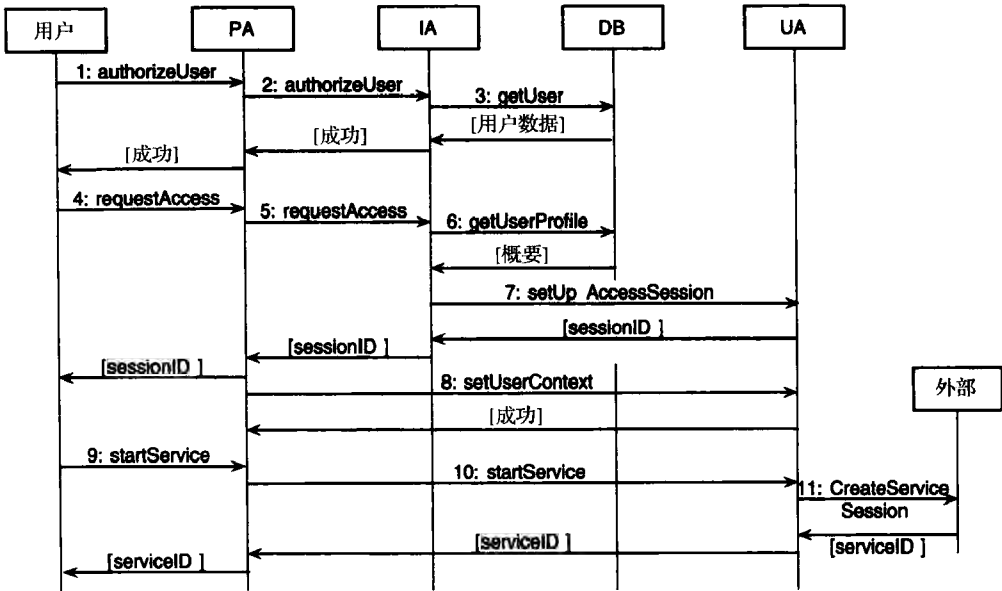 用户
PA
IA
DB
UA
1: authorizeUser
2: authorizeUser
3: getUser
[用户数据]
[成功]
[成功]
4: requestAccess
5: requestAccess
6: getUserProfile
[概要]
7: setUp AccessSession
[sessionID ]
[sessionID ]
[sessionID ]
8: setUserContext
外部
[成功]
9: startService
10: startService
11: CreateService
Session
[serviceID ]
[serviceID ]
[serviceID ]